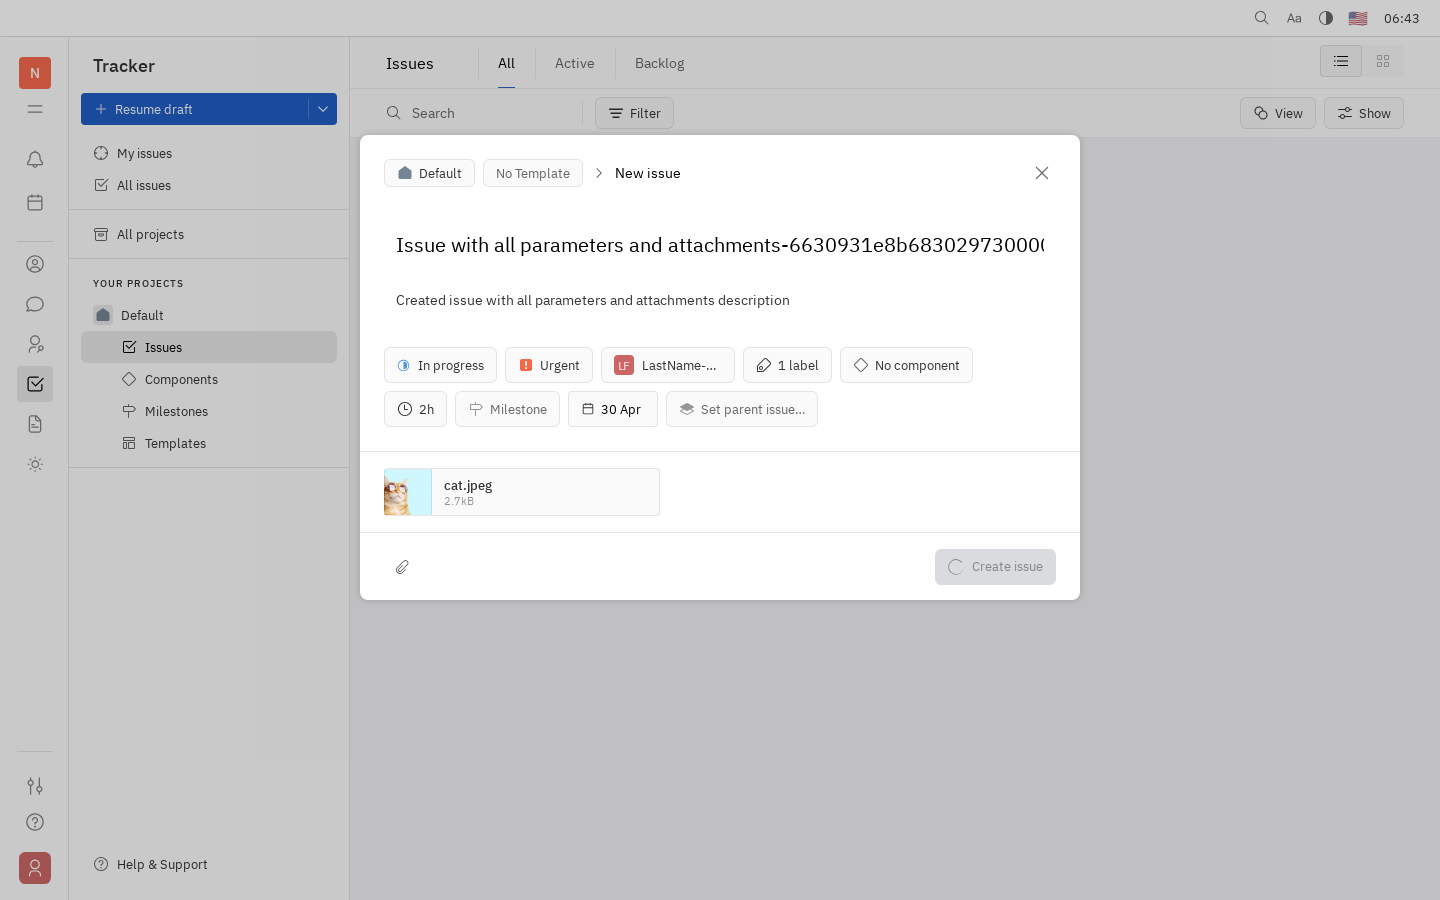 Aa
06:43
N
Tracker
Resume draft
My issues
All issues
All projects
YOUR PROJECTS
Default
Issues
Components
Milestones
Templates
Help & Support
Issues
All
Active
Backlog
Search
Filter
View
Show
Default
No Template
New issue
Issue with all parameters and attachments-6630931e8b68302973000
Created issue with all parameters and attachments description
In progress
Urgent
LF
LastName-...
1 label
No component
2h
Milestone
30 Apr
Set parent issue...
cat.jpeg
2.7kB
Create issue